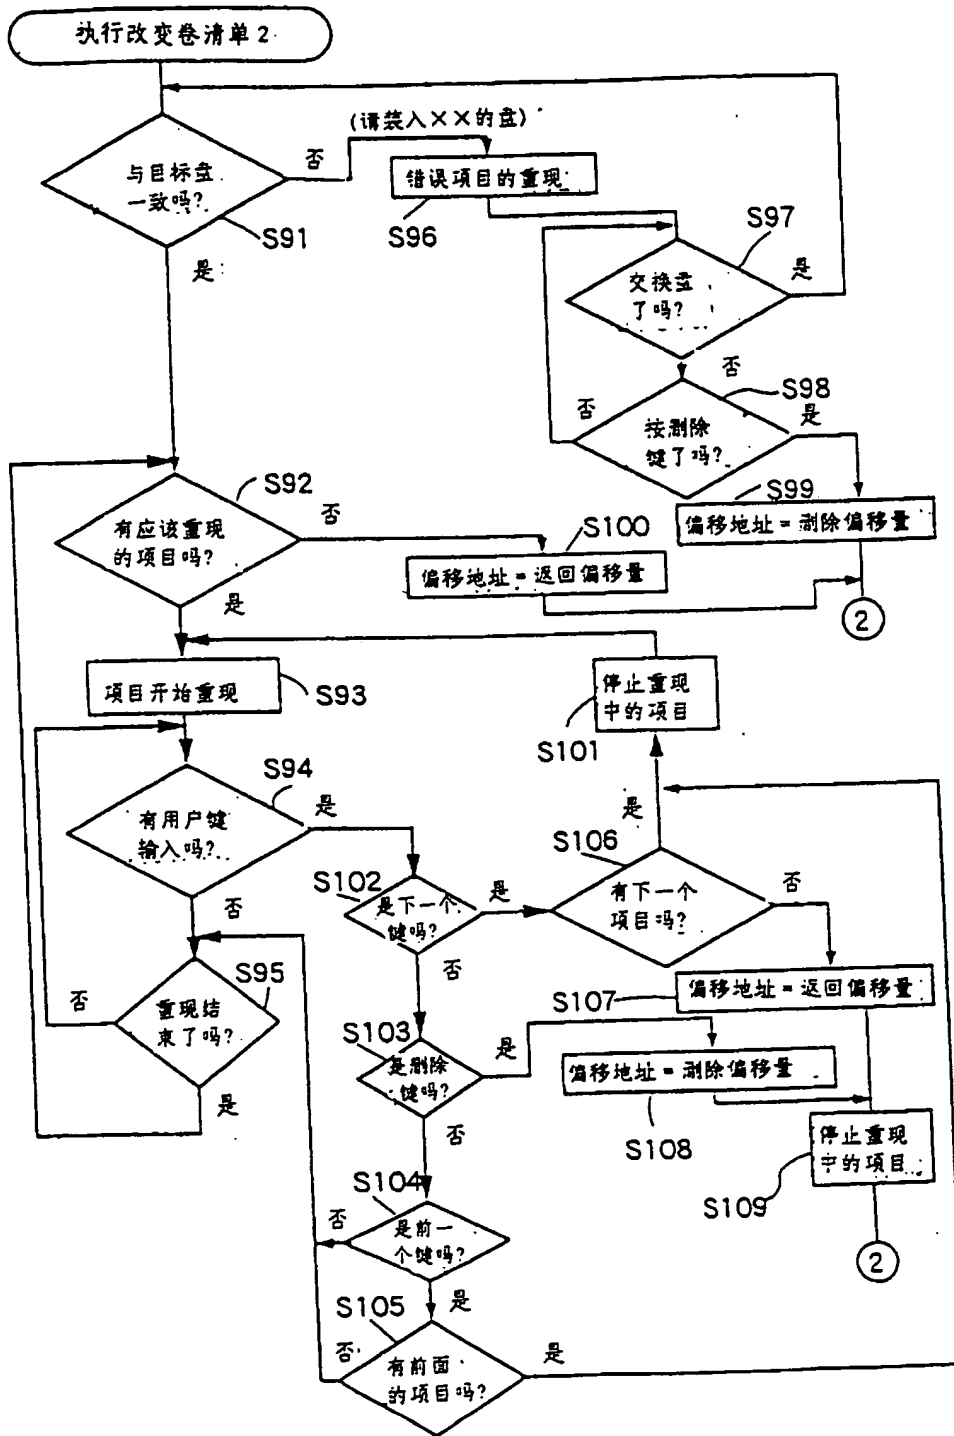 执行改变卷清单2
(请装入××的盘)
与目标盘
一致吗?
否
错误项目的重现
S91
S96
S97
是
交换盘
了吗?
是
否
S98
否
按删除
键了吗?
是
S92
S99
有应该重现
的项目吗?
否
S100
偏移地址=删除偏移量
偏移地址=返回偏移量
是
2
项目开始重现
S93
停止重现
中的项目
S101
S94
有用户键
输入吗?
是
是
S106
S102
是下一个
键吗?
是
有下一个
项目吗?
否
否
否
S95
重现结
束了吗?
否
S107
偏移地址=返回偏移量
S103
是删除
键吗?
是
偏移地址=删除偏移量
是
否
S108
停止重现
中的项目
S104
S109
否
是前一
个键吗?
2
是
S105
否
有前面
的项目吗?
是